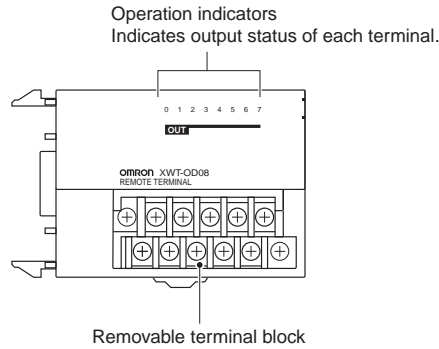 Operation indicators
Indicates output status of each terminal.
0 1 2 3 4 5 6 7
OUT
OMRON XWT-OD08
REMOTE TERMINAL
Removable terminal block